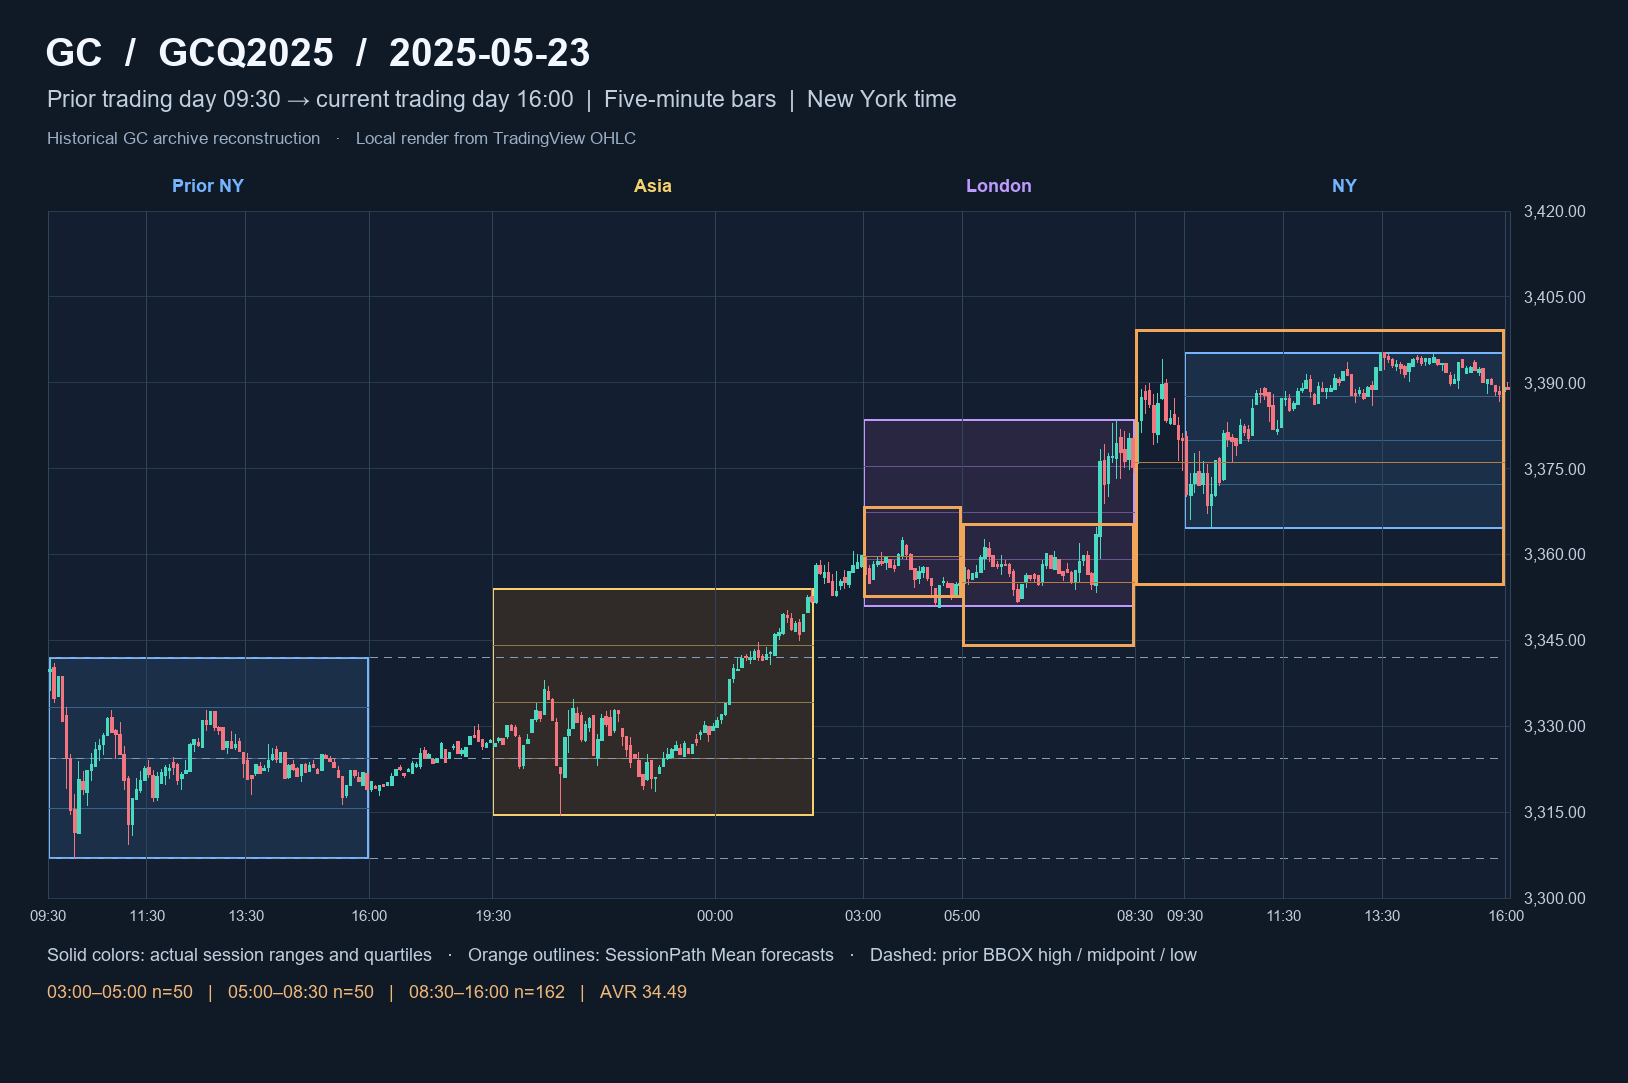 GC / GCQ2025 / 2025-05-23
Prior trading day 09:30 → current trading day 16:00 | Five-minute bars | New York time
Historical GC archive reconstruction · Local render from TradingView OHLC
Prior NY Asia London NY
3,420.00
3,405.00
3,390.00
3,375.00
3,360.00
3,345.00
3,330.00
3,315.00
3,300.00
09:30 11:30 13:30 16:00 19:30 00:00 03:00 05:00 08:30 09:30 11:30 13:30 16:00
Solid colors: actual session ranges and quartiles · Orange outlines: SessionPath Mean forecasts · Dashed: prior BBOX high / midpoint / low
03:00–05:00 n=50 | 05:00–08:30 n=50 | 08:30–16:00 n=162 | AVR 34.49